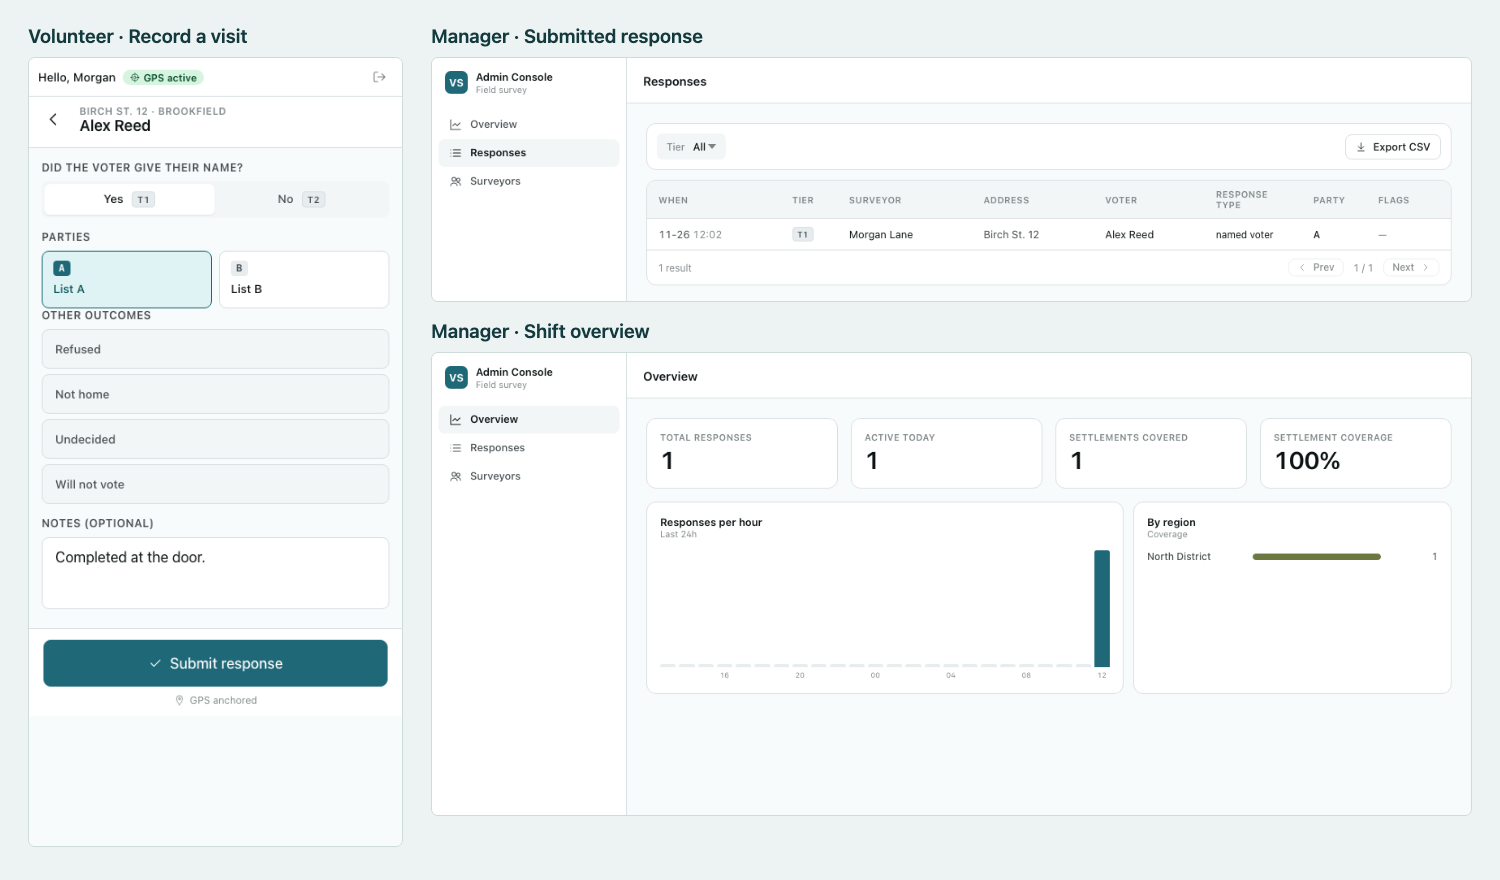 Volunteer · Record a visit
Hello, Morgan GPS active
BIRCH ST. 12 · BROOKFIELD
Alex Reed
DID THE VOTER GIVE THEIR NAME?
Yes T1 No T2
PARTIES
A B
List A List B
OTHER OUTCOMES
Refused
Not home
Undecided
Will not vote
NOTES (OPTIONAL)
Completed at the door.
Submit response
GPS anchored
Manager · Submitted response
VS Admin Console
Field survey
Overview
Responses
Surveyors
Responses
Tier All Export CSV
WHEN TIER SURVEYOR ADDRESS VOTER RESPONSE TYPE PARTY FLAGS
11-26 12:02 T1 Morgan Lane Birch St. 12 Alex Reed named voter A —
1 result Prev 1 / 1 Next
Manager · Shift overview
VS Admin Console
Field survey
Overview
Responses
Surveyors
Overview
TOTAL RESPONSES ACTIVE TODAY SETTLEMENTS COVERED SETTLEMENT COVERAGE
1 1 1 100%
Responses per hour
Last 24h
16 20 00 04 08 12
By region
Coverage
North District 1